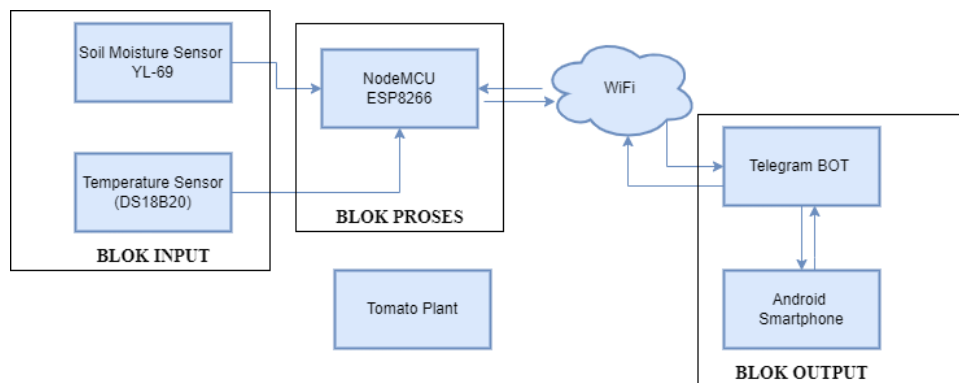 Soil Moisture Sensor
YL-69
Temperature Sensor
(DS18B20)
BLOK INPUT
NodeMCU
ESP8266
BLOK PROSES
Tomato Plant
WiFi
Telegram BOT
Android
Smartphone
BLOK OUTPUT